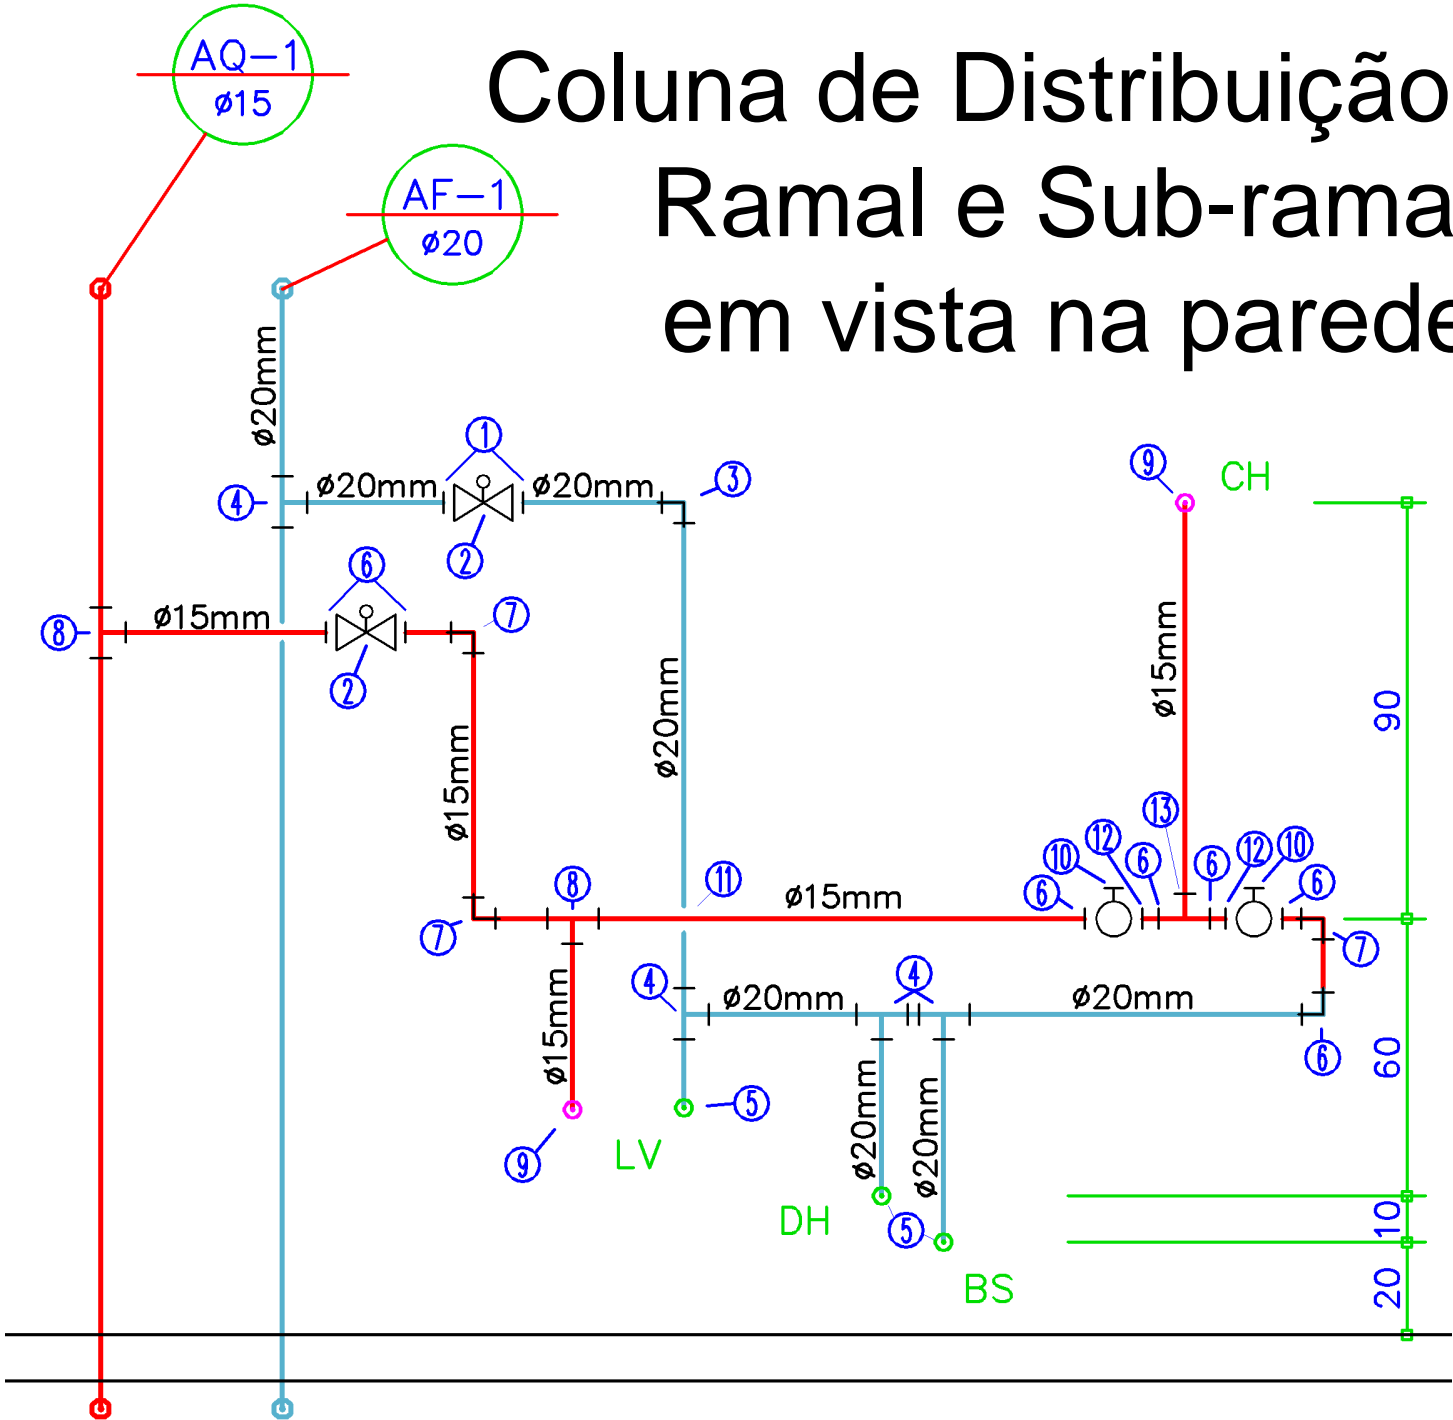 AQ-1
ø15
Coluna de Distribuição
AF-1
ø20
Ramal e Sub-rama
em vista na parede
ø20mm
1
9
CH
3
4
ø20mm
ø20mm
2
6
8
ø15mm
7
2
ø20mm
ø15mm
90
ø15mm
13
12
10
6
6
12
10
6
8
11
ø15mm
6
7
7
4
ø20mm
4
ø20mm
ø15mm
6
60
5
ø20mm
ø20mm
9
LV
DH
5
10
BS
20